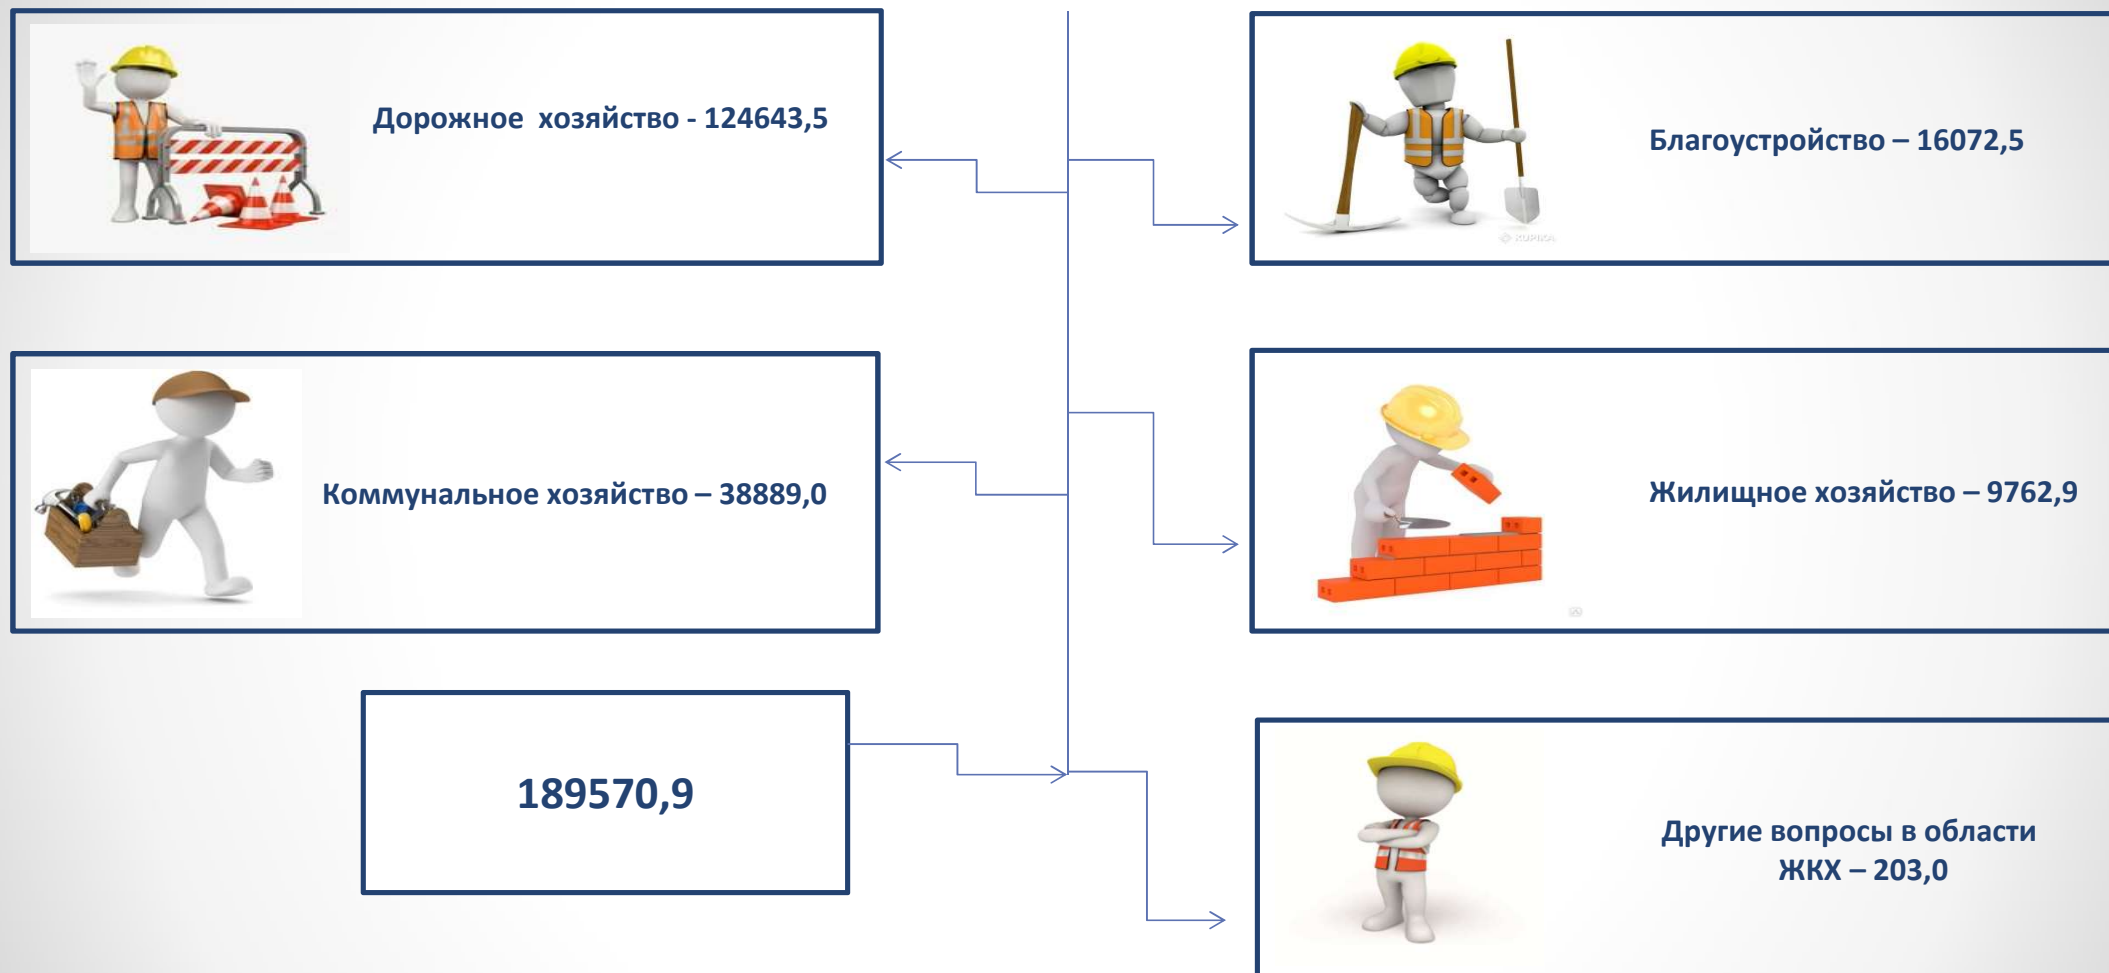 Дорожное хозяйство - 124643,5
Благоустройство – 16072,5
Коммунальное хозяйство – 38889,0
Жилищное хозяйство – 9762,9
189570,9
Другие вопросы в области
ЖКХ – 203,0